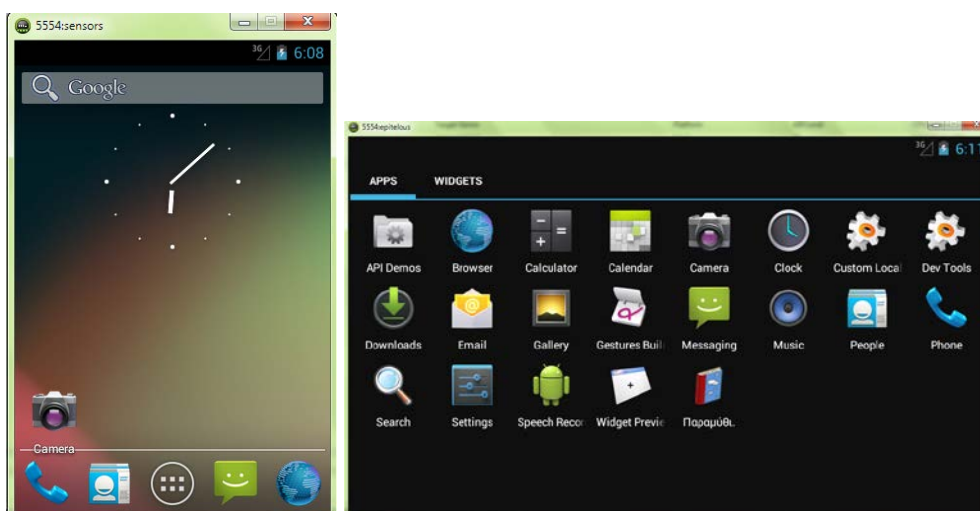 5554:sensors
3G 6:08
Google
Camera
5554:epitelous
3G 6:11
APPS WIDGETS
API Demos Browser Calculator Calendar Camera Clock Custom Local Dev Tools
Downloads Email Gallery Gestures Buil Messaging Music People Phone
Search Settings Speech Recor Widget Previe Παραμύθι.